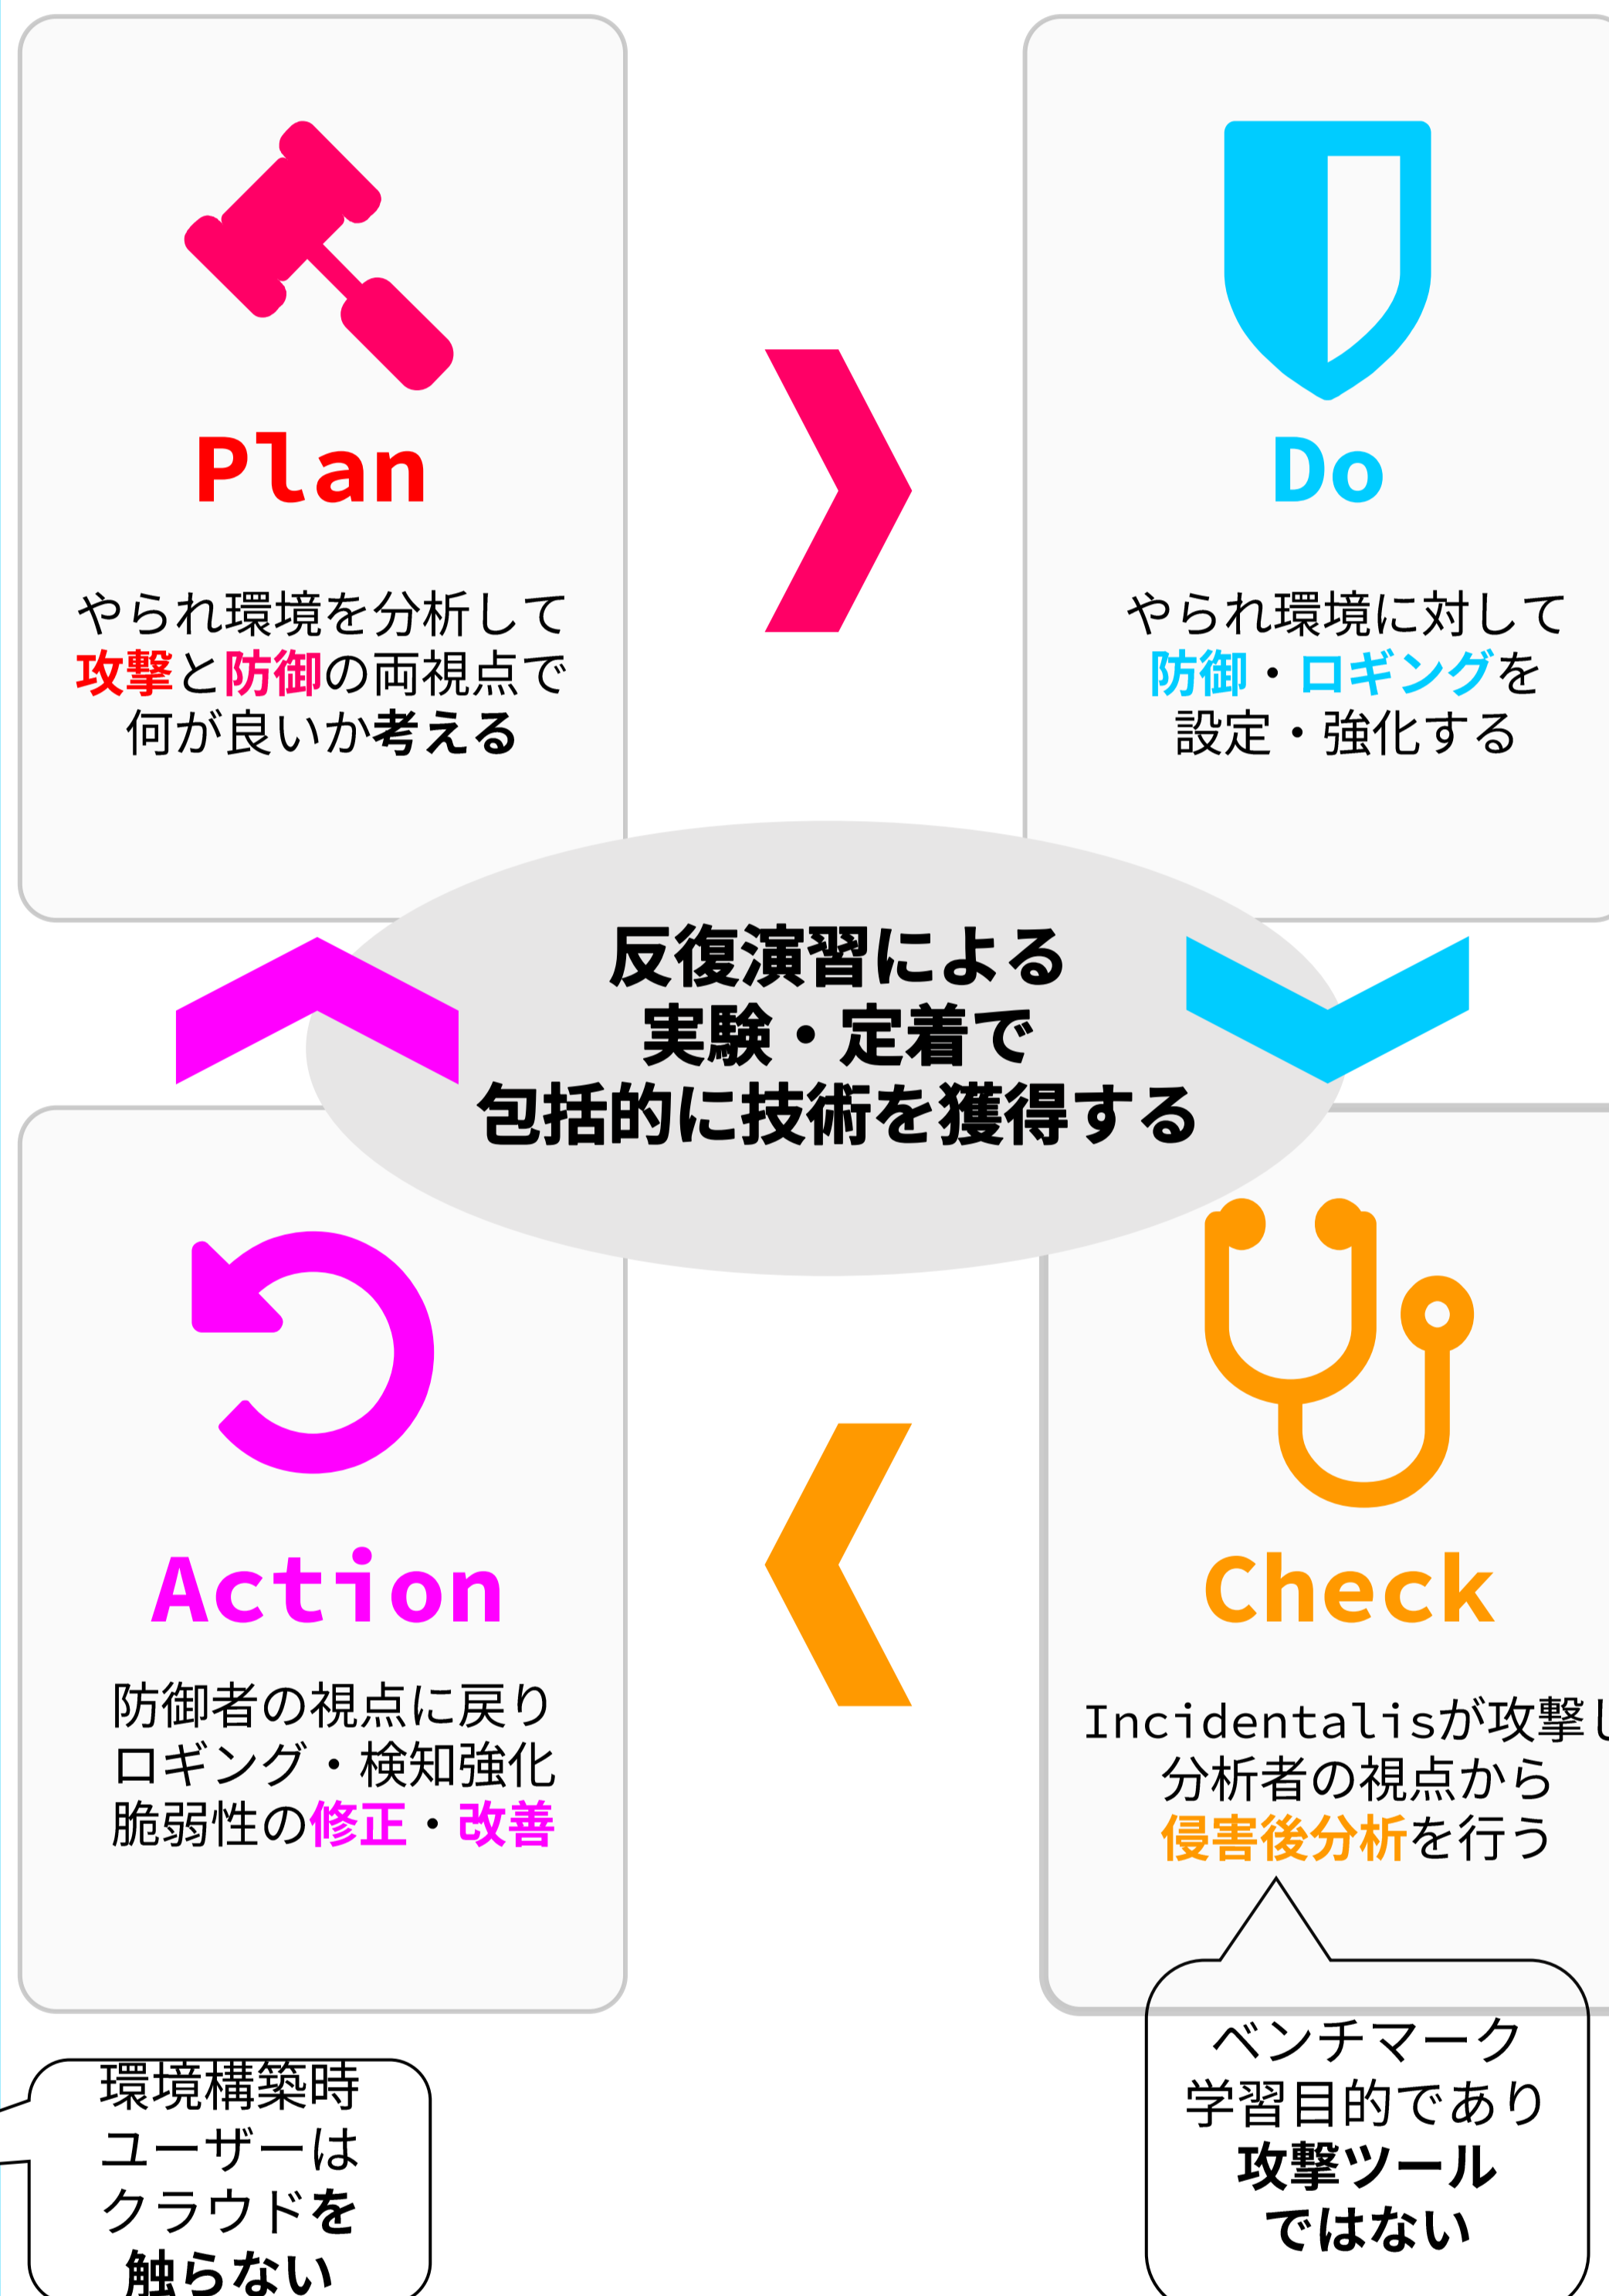 Plan
やられ環境を分析して
攻撃と防御の両視点で
何が良いか考える
Do
やられ環境に対して
防御・ロギングを
設定・強化する
反復演習による
実験・定着で
包括的に技術を獲得する
Action
防御者の視点に戻り
ロギング・検知強化
脆弱性の修正・改善
Check
Incidentalisが攻撃し
分析者の視点から
侵害後分析を行う
環境構築時
ユーザーは
クラウドを
触らない
ベンチマーク
学習目的であり
攻撃ツール
ではない